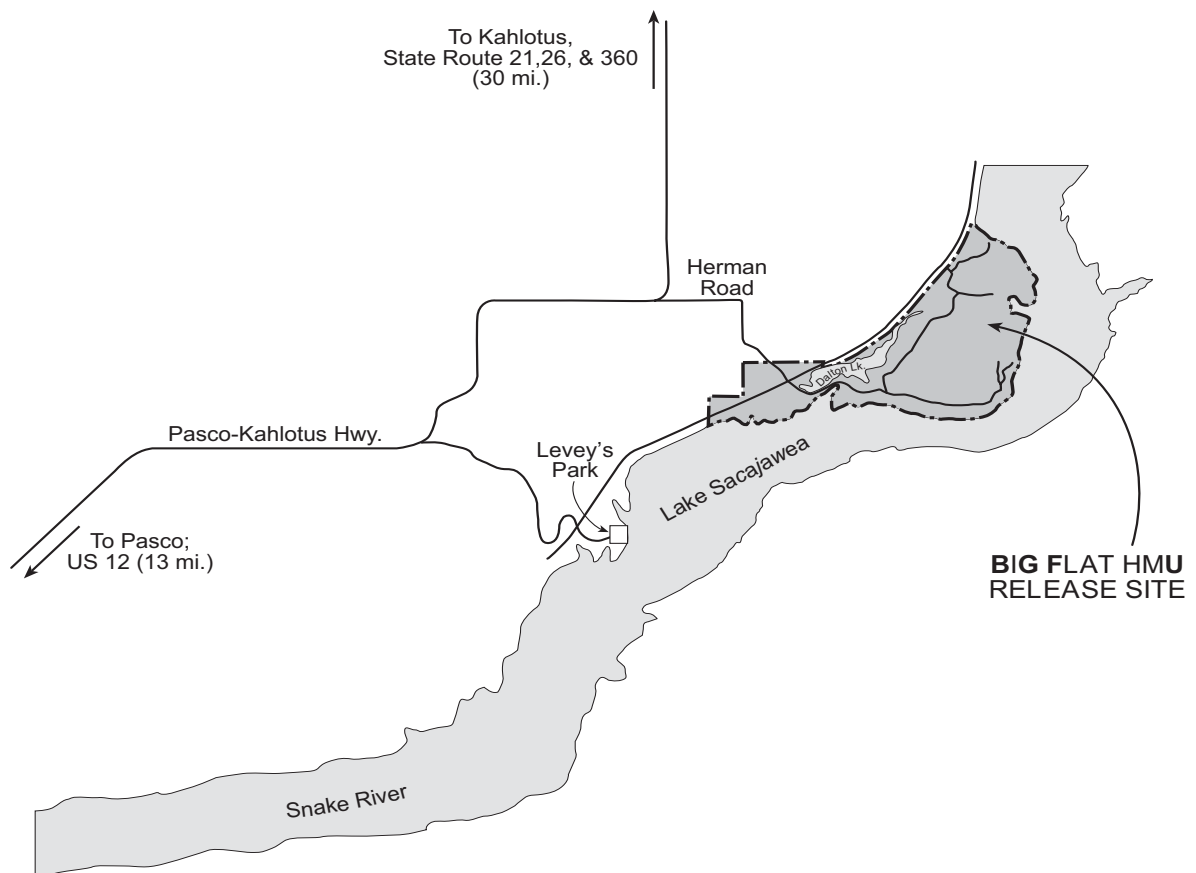 To Kahlotus,
State Route 21,26, & 360
(30 mi.)
Herman
Road
Dalton Lk.
Pasco-Kahlotus Hwy.
Levey's
Park
Lake Sacajawea
To Pasco;
US 12 (13 mi.)
BIG FLAT HMU
RELEASE SITE
Snake River